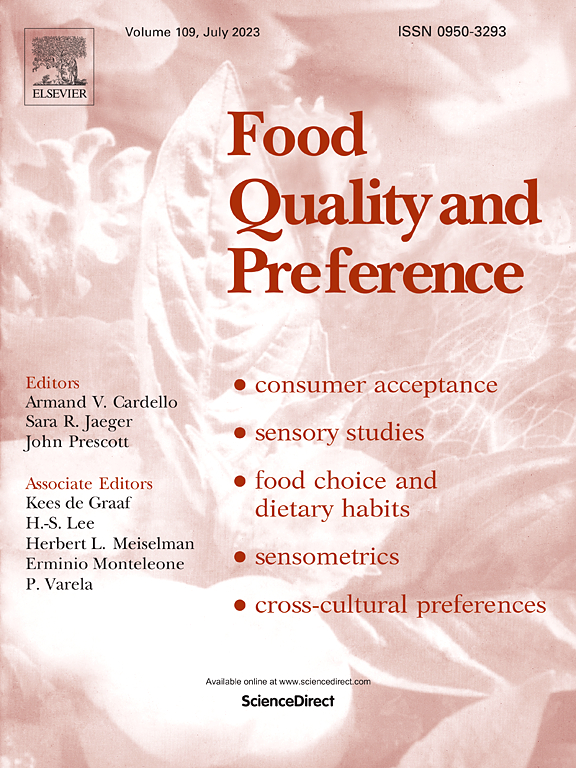 Volume 109, July 2023
ISSN 0950-3293
ELSEVIER
Food
Quality and
Preference
Editors
Armand V. Cardello
Sara R. Jaeger
John Prescott
Associate Editors
Kees de Graaf
H.-S. Lee
Herbert L. Meiselman
Erminio Monteleone
P. Varela
• consumer acceptance
• sensory studies
• food choice and
dietary habits
• sensometrics
• cross-cultural preferences
Available online at www.sciencedirect.com
ScienceDirect